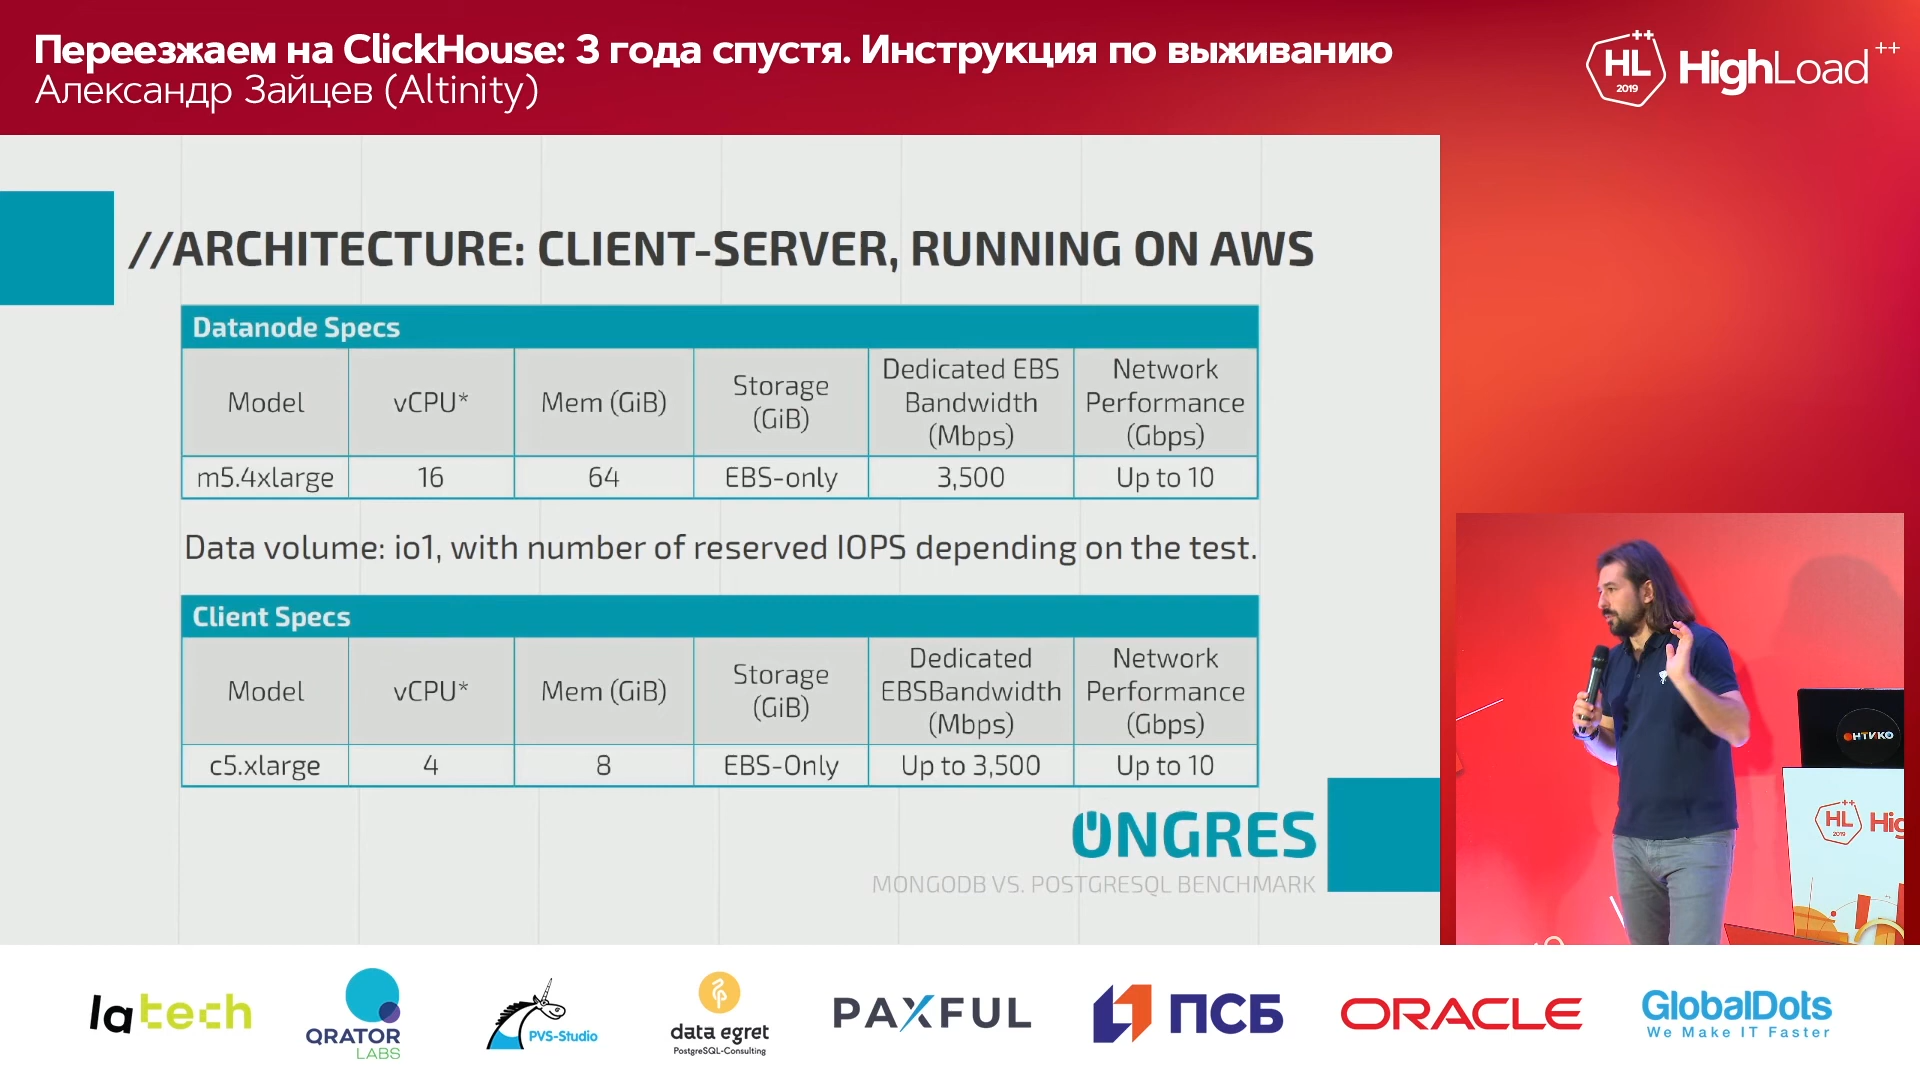 Переезжаем на ClickHouse: 3 года спустя. Инструкция по выживанию
Александр Зайцев (Altinity)
HL
++
2019
HighLoad
++
//ARCHITECTURE: CLIENT-SERVER, RUNNING ON AWS
Datanode Specs
Model
vCPU*
Mem (GiB)
Storage
(GiB)
Dedicated EBS
Bandwidth
(Mbps)
Network
Performance
(Gbps)
m5.4xlarge
16
64
EBS-only
3,500
Up to 10
Data volume: io1, with number of reserved IOPS depending on the test.
Client Specs
Model
vCPU*
Mem (GiB)
Storage
(GiB)
Dedicated
EBSBandwidth
(Mbps)
Network
Performance
(Gbps)
c5.xlarge
4
8
EBS-Only
Up to 3,500
Up to 10
ONGRES
MONGODB VS. POSTGRESQL BENCHMARK
ОНТИКО
HL
++
2019
Hig
latech
QRATOR
LABS
PVS-Studio
data egret
PostgreSQL-Consulting
PAXFUL
ПСБ
ORACLE
GlobalDots
We Make IT Faster